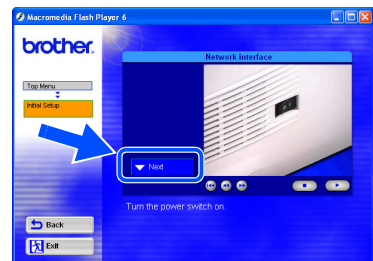 Macromedia Flash Player 6
brother.
Network interface
Top Menu
Initial Setup
Next
Turn the power switch on.
Back
Exit